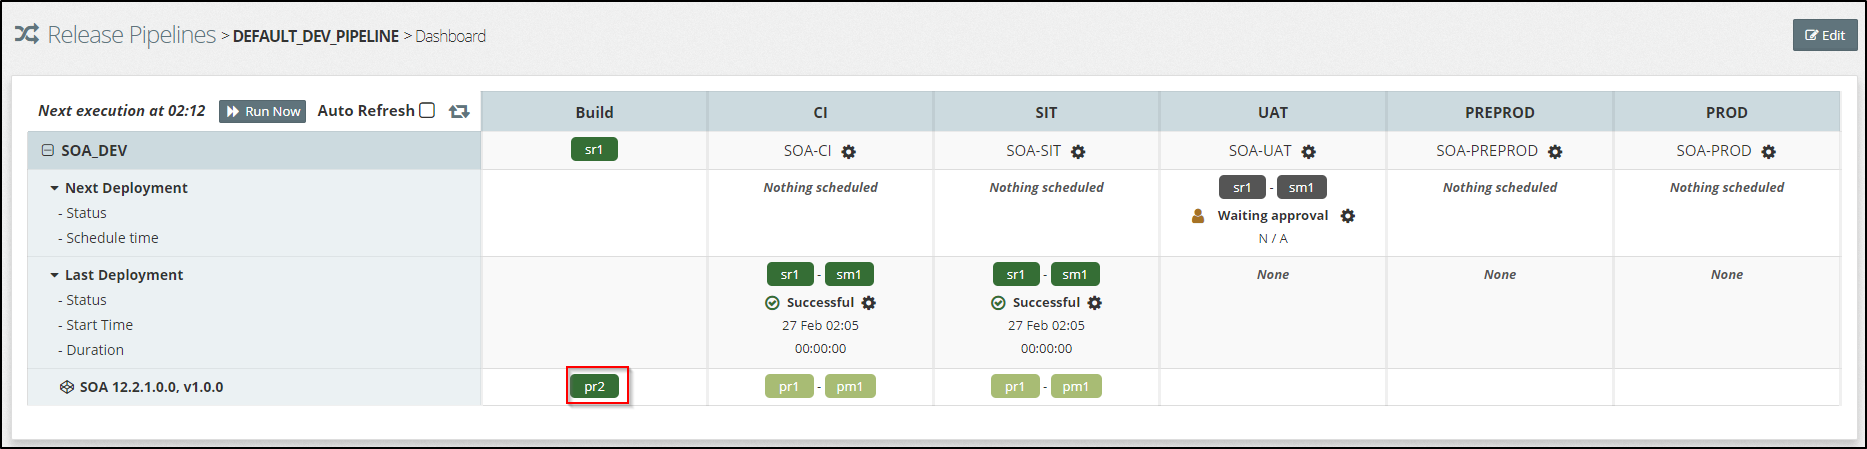 Release Pipelines > DEFAULT_DEV_PIPELINE > Dashboard
Edit
Next execution at 02:12 Run Now Auto Refresh Build CI SIT UAT PREPROD PROD
SOA_DEV sr1 SOA-CI SOA-SIT SOA-UAT SOA-PREPROD SOA-PROD
Next Deployment Nothing scheduled Nothing scheduled sr1 - sm1 Nothing scheduled Nothing scheduled
- Status Waiting approval
- Schedule time N / A
Last Deployment sr1 - sm1 sr1 - sm1 None None None
- Status Successful Successful
- Start Time 27 Feb 02:05 27 Feb 02:05
- Duration 00:00:00 00:00:00
SOA 12.2.1.0.0, v1.0.0 pr2 pr1 - pm1 pr1 - pm1